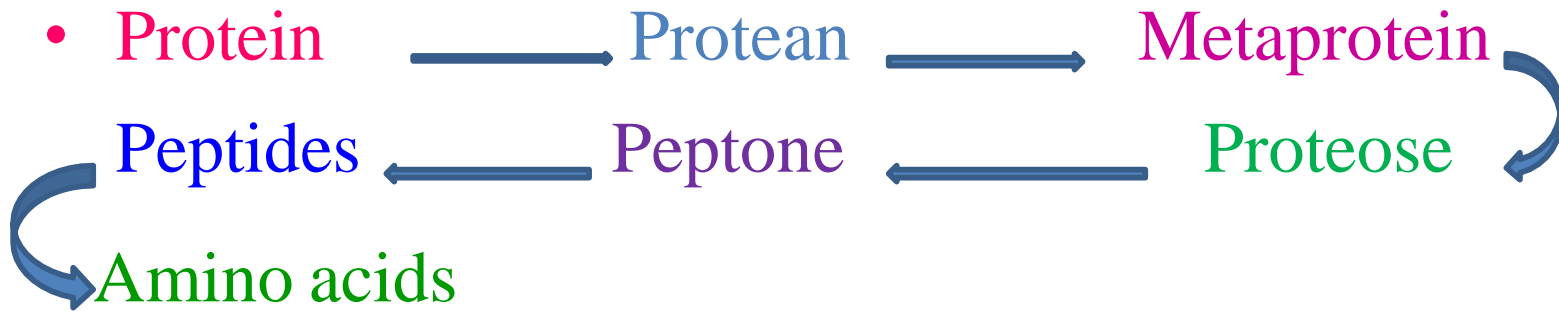 • Protein Protean Metaprotein
Peptides Peptone Proteose
Amino acids